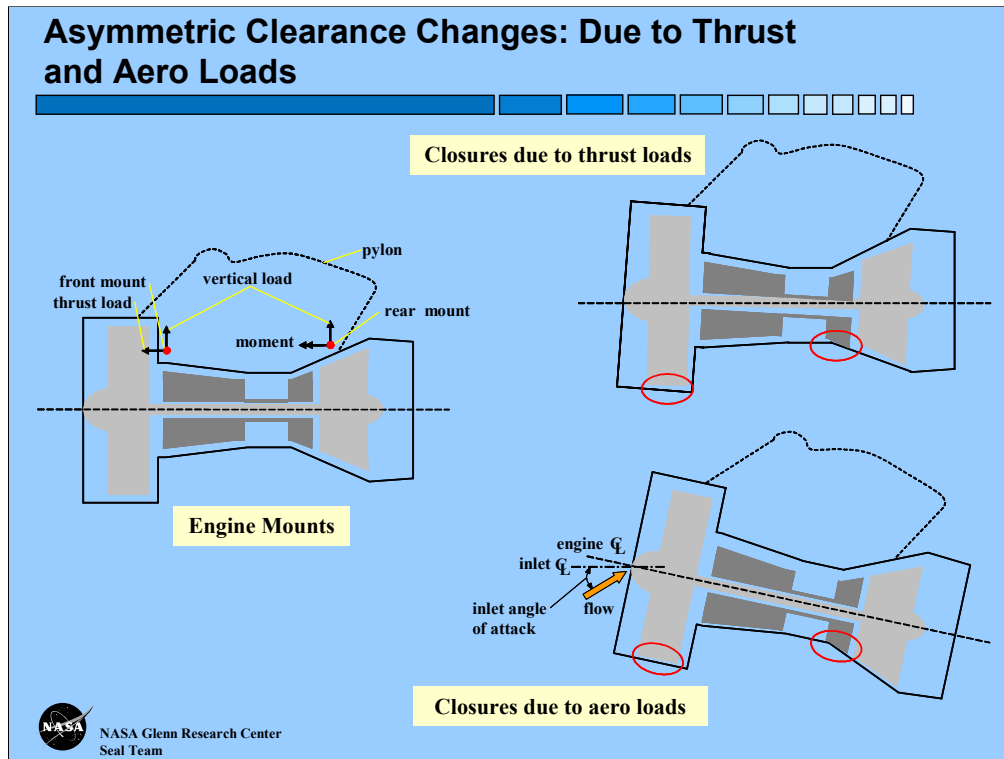 Asymmetric Clearance Changes: Due to Thrust
and Aero Loads
Closures due to thrust loads
pylon
front mount
vertical load
thrust load
rear mount
moment
Engine Mounts
engine ℄
inlet ℄
flow
inlet angle
of attack
Closures due to aero loads
NASA
NASA Glenn Research Center
Seal Team